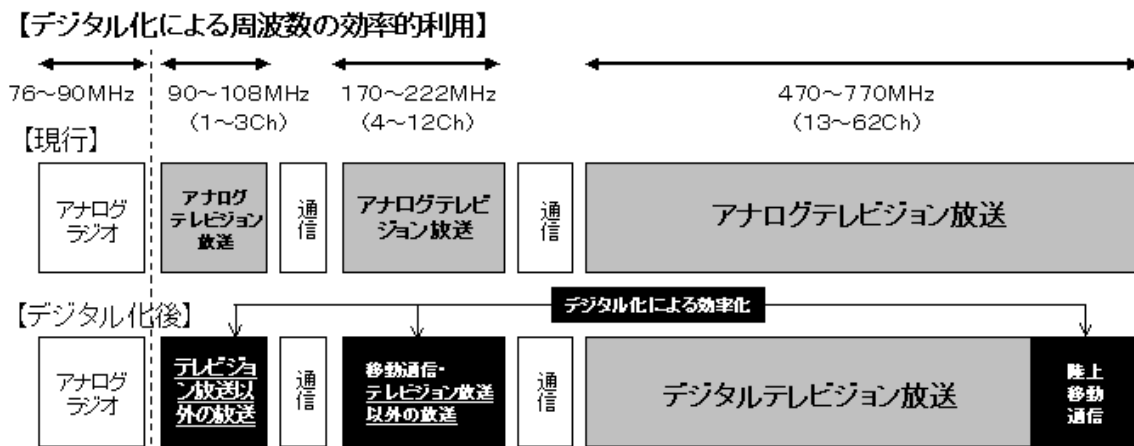 【デジタル化による周波数の効率的利用】
76～90MHz
90～108MHz
(1～3Ch)
170～222MHz
(4～12Ch)
470～770MHz
(13～62Ch)
【現行】
アナログ
ラジオ
アナログ
テレビジョン
放送
通信
アナログテレビ
ジョン放送
通信
アナログテレビジョン放送
【デジタル化後】
デジタル化による効率化
アナログ
ラジオ
テレビジョ
ン放送以
外の放送
通信
移動通信・
テレビジョン放送
以外の放送
通信
デジタルテレビジョン放送
陸上
移動
通信